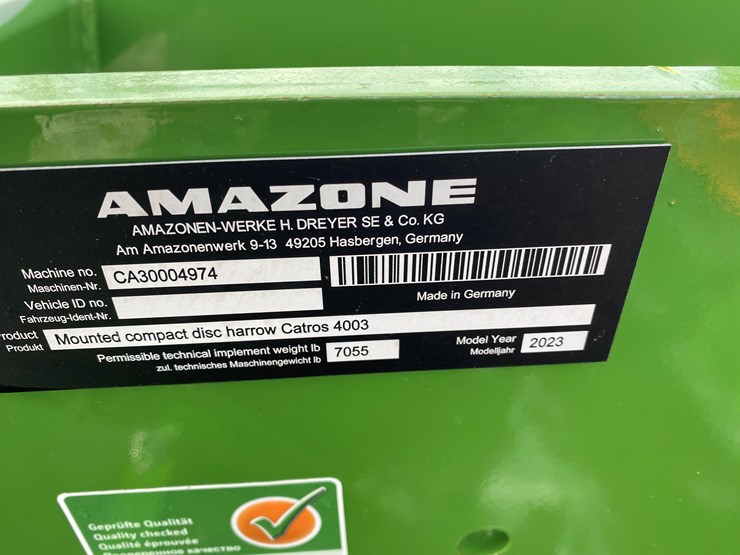 AMAZONE
AMAZONEN-WERKE H. DREYER SE & Co. KG
Am Amazonenwerk 9-13 49205 Hasbergen, Germany
Machine no. CA30004974
Maschinen-Nr.
Made in Germany
Vehicle ID no.
Fahrzeug-Ident-Nr.
roduct Mounted compact disc harrow Catros 4003
Produkt
Permissible technical implement weight lb 7055
zul. technisches Maschinengewicht lb
Model Year 2023
Modelljahr
Geprüfte Qualität
Quality checked
Qualité éprouvée
Проверенное качество